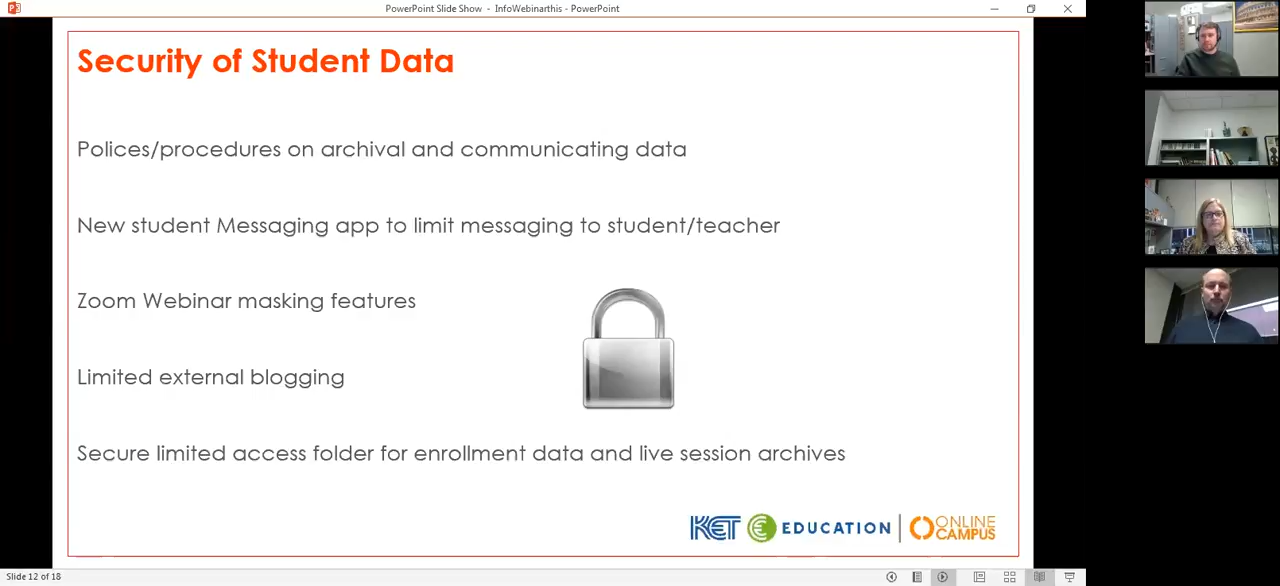 PowerPoint Slide Show - InfoWebinarthis - PowerPoint
Security of Student Data
Polices/procedures on archival and communicating data
New student Messaging app to limit messaging to student/teacher
Zoom Webinar masking features
Limited external blogging
Secure limited access folder for enrollment data and live session archives
KET EDUCATION ONLINE CAMPUS
Slide 12 of 18